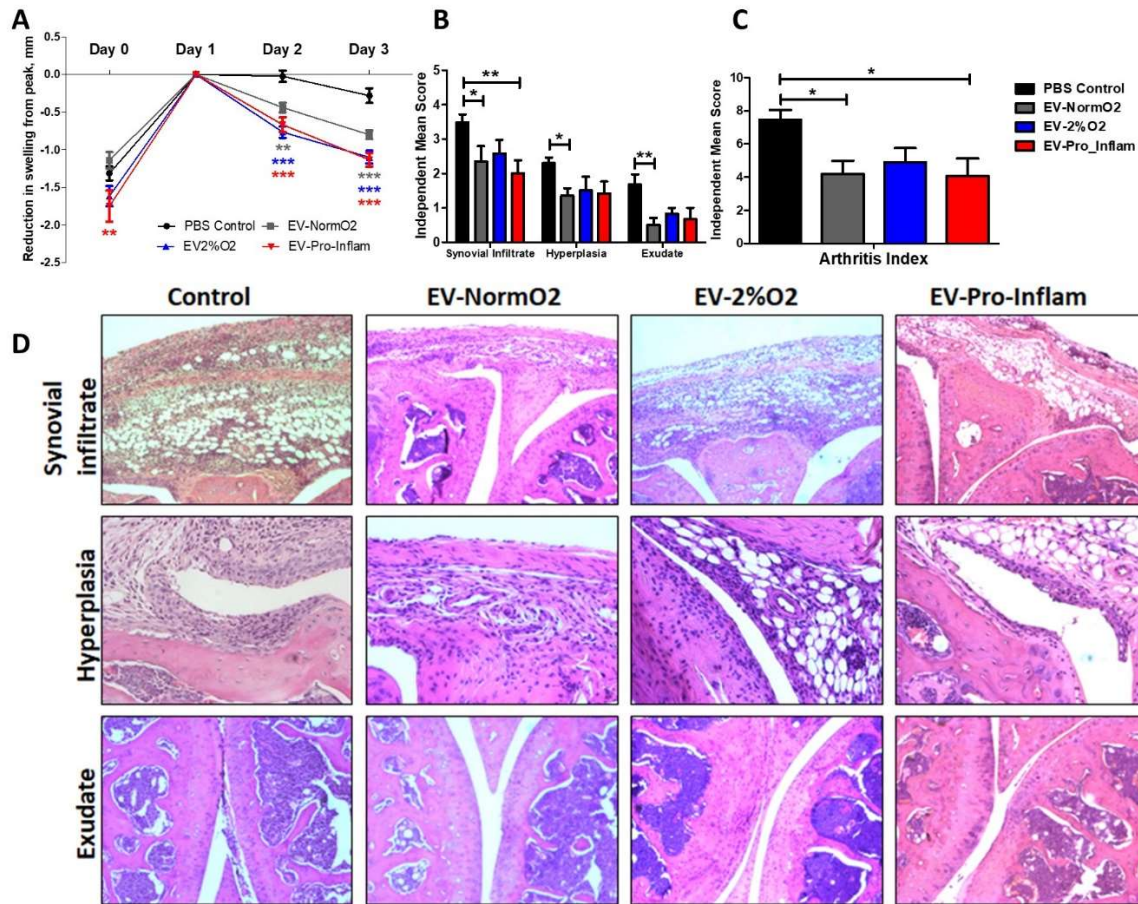 A
Day 0 Day 1 Day 2 Day 3
Reduction in swelling from peak, mm
0.5
0.0
-0.5
-1.0
-1.5
-2.0
-2.5
**
**
***
***
***
***
***
PBS Control EV-NormO2
EV2%O2 EV-Pro-Inflam
B
Independent Mean Score
5
4
3
2
1
0
**
*
*
**
Synovial Infiltrate Hyperplasia Exudate
C
Independent Mean Score
10
8
6
4
2
0
*
*
Arthritis Index
PBS Control
EV-NormO2
EV-2%O2
EV-Pro_Inflam
D
Control EV-NormO2 EV-2%O2 EV-Pro-Inflam
Synovial
infiltrate
Hyperplasia
Exudate